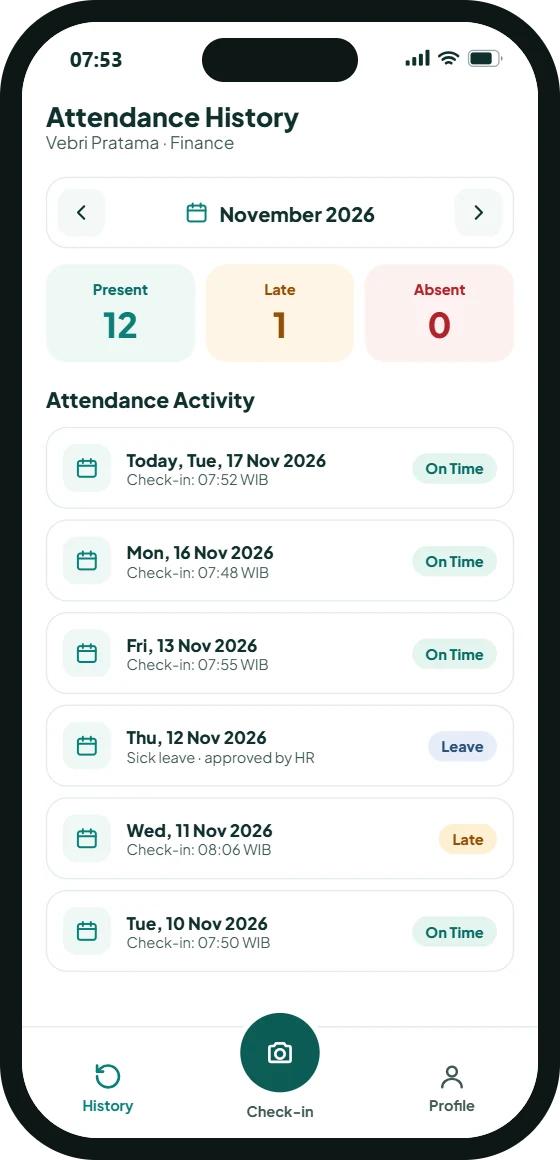 07:53
Attendance History
Vebri Pratama · Finance
November 2026
Present
12
Late
1
Absent
0
Attendance Activity
Today, Tue, 17 Nov 2026
Check-in: 07:52 WIB
On Time
Mon, 16 Nov 2026
Check-in: 07:48 WIB
On Time
Fri, 13 Nov 2026
Check-in: 07:55 WIB
On Time
Thu, 12 Nov 2026
Sick leave · approved by HR
Leave
Wed, 11 Nov 2026
Check-in: 08:06 WIB
Late
Tue, 10 Nov 2026
Check-in: 07:50 WIB
On Time
History
Check-in
Profile